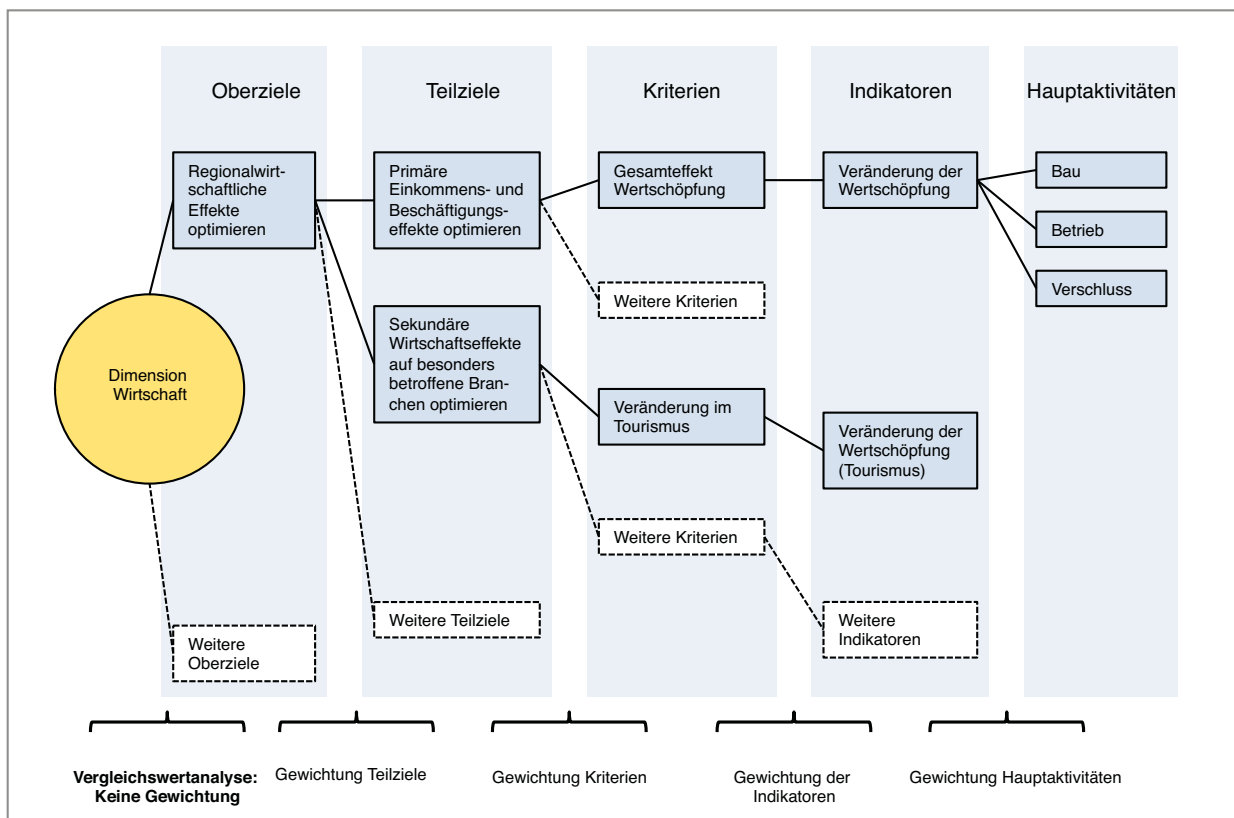 Oberziele
Teilziele
Kriterien
Indikatoren
Hauptaktivitäten
Regionalwirt-
schaftliche
Effekte
optimieren
Primäre
Einkommens- und
Beschäftigungs-
effekte optimieren
Gesamteffekt
Wertschöpfung
Veränderung der
Wertschöpfung
Bau
Betrieb
Verschluss
Weitere Kriterien
Sekundäre
Wirtschaftseffekte
auf besonders
betroffene Bran-
chen optimieren
Dimension
Wirtschaft
Veränderung im
Tourismus
Veränderung der
Wertschöpfung
(Tourismus)
Weitere Kriterien
Weitere Teilziele
Weitere
Indikatoren
Weitere
Oberziele
Vergleichswertanalyse:
Keine Gewichtung
Gewichtung Teilziele
Gewichtung Kriterien
Gewichtung der
Indikatoren
Gewichtung Hauptaktivitäten